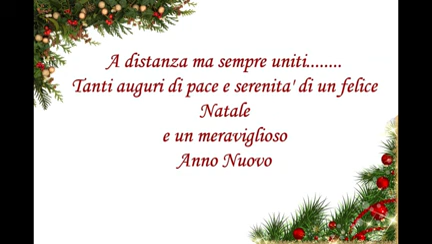 A distanza ma sempre uniti........
Tanti auguri di pace e serenita' di un felice
Natale
e un meraviglioso
Anno Nuovo